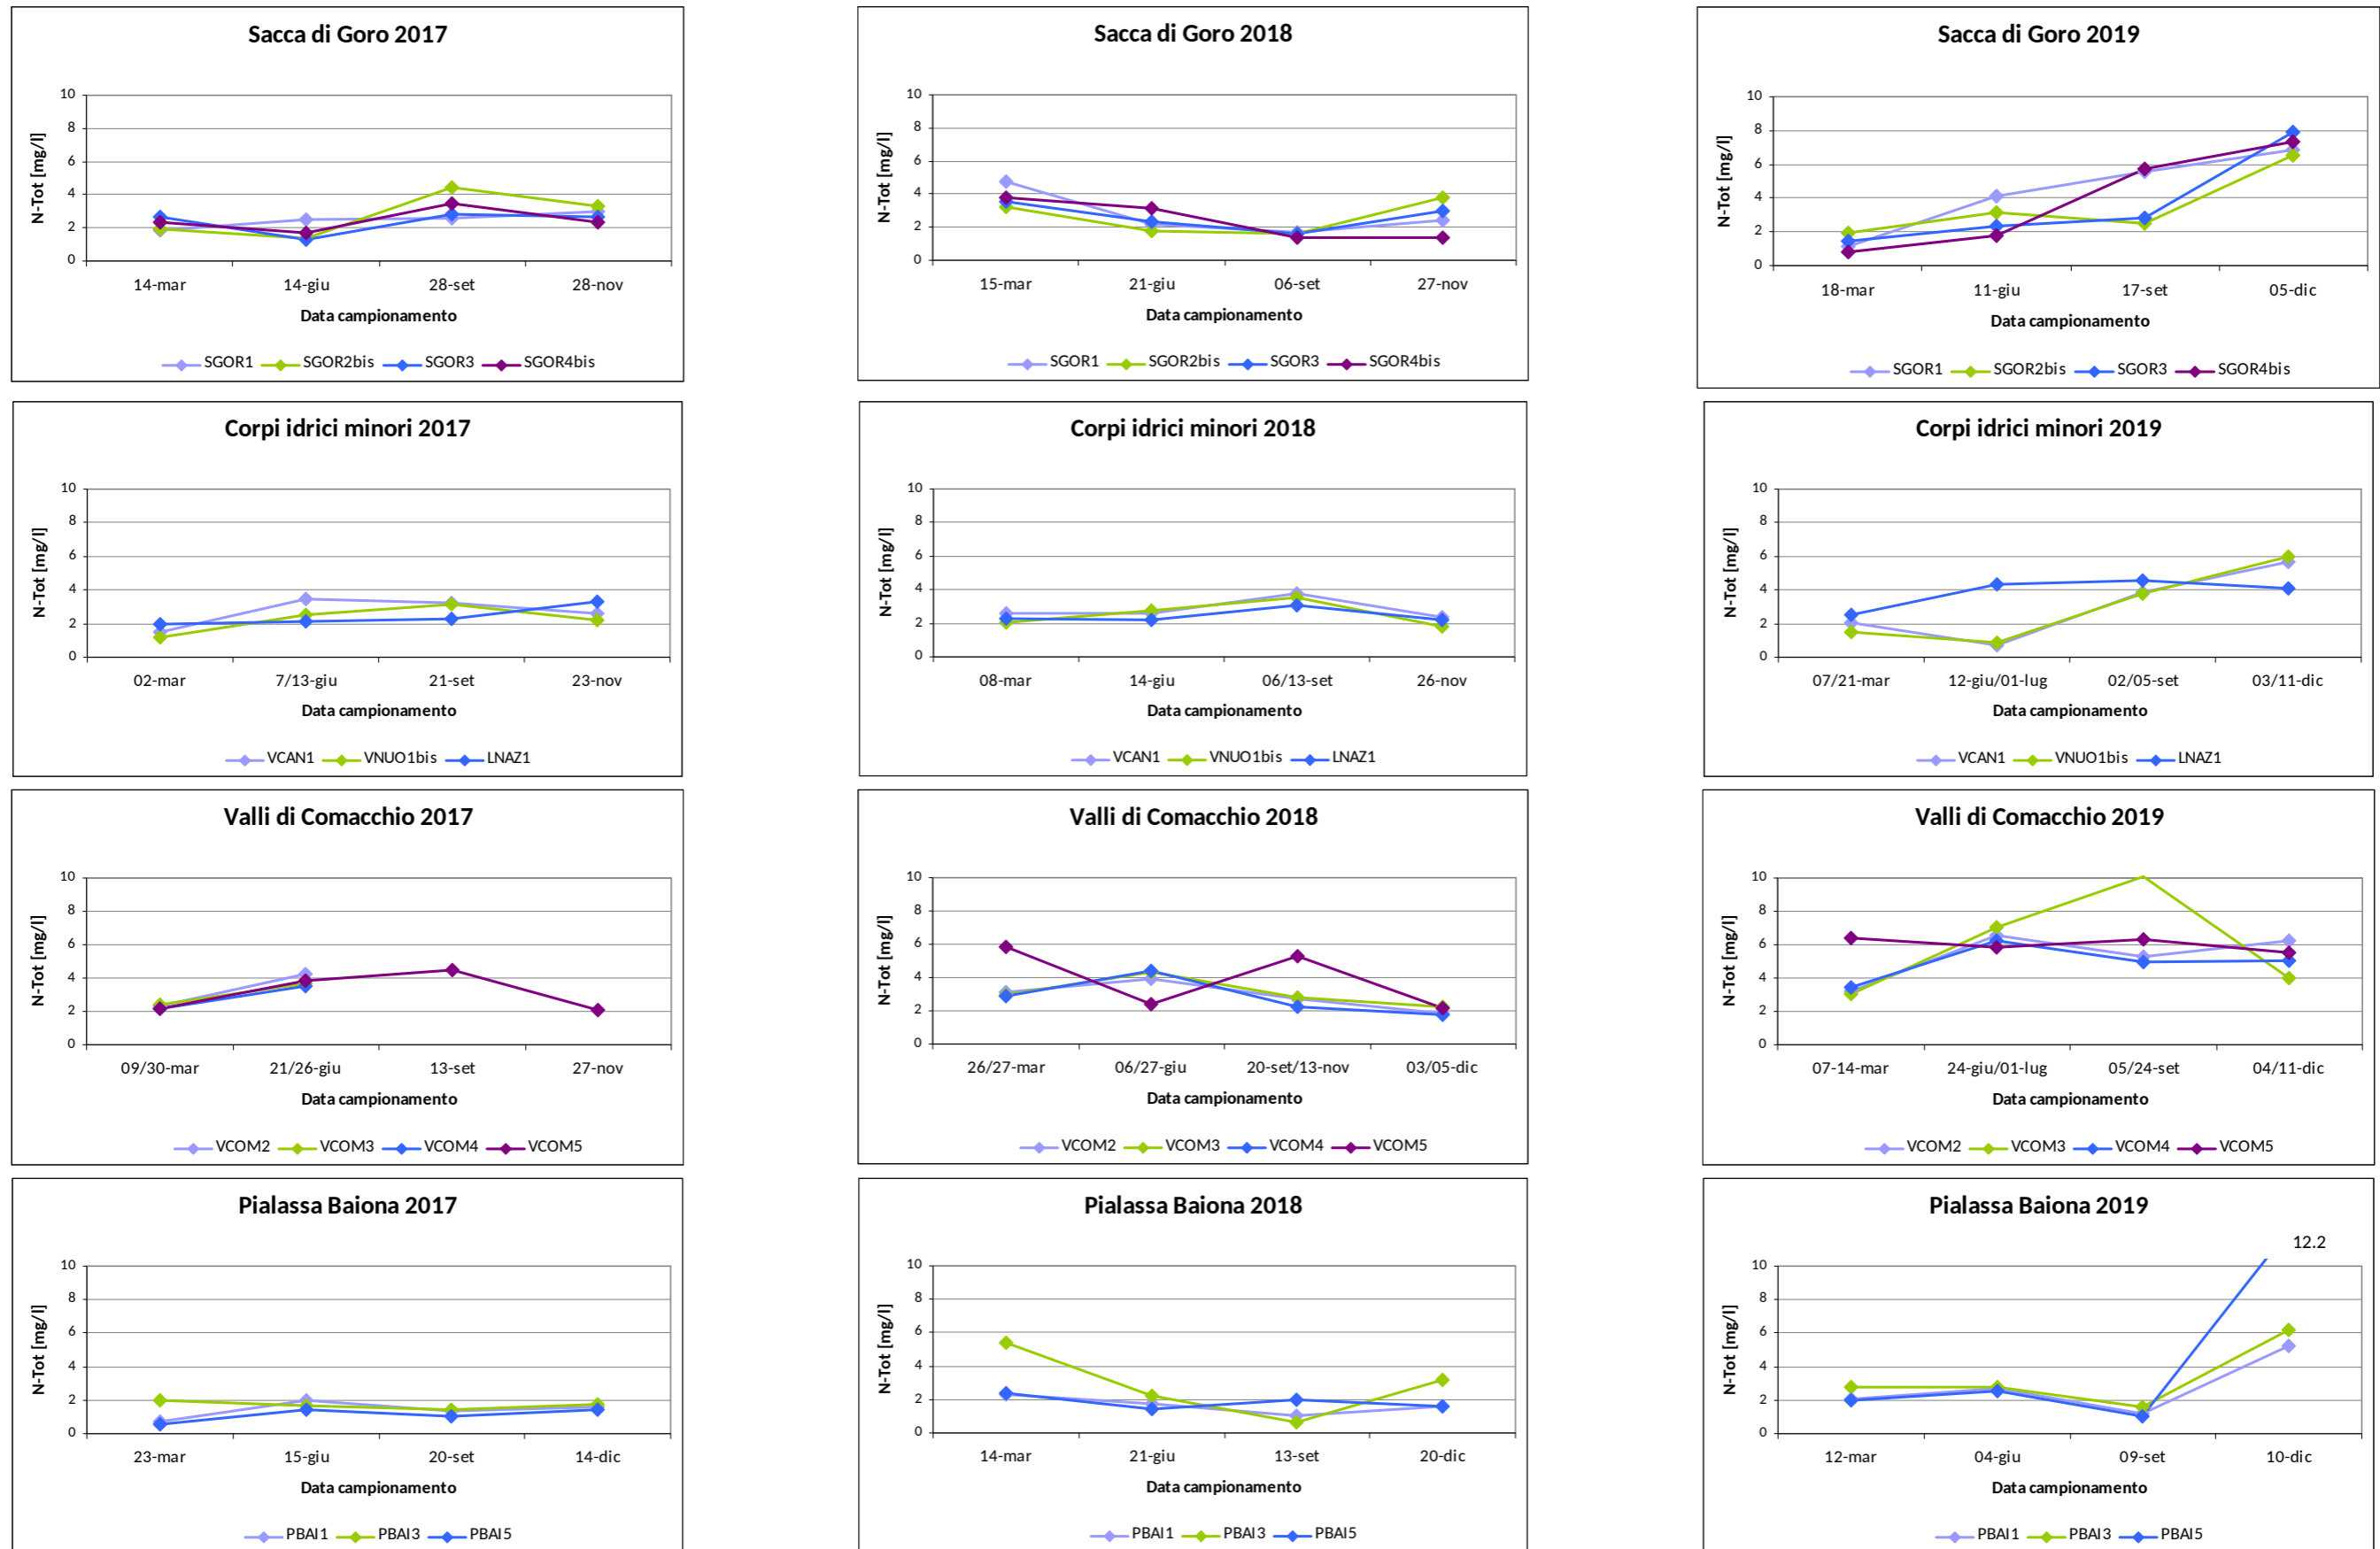 Sacca di Goro 2017
N-Tot [mg/l]
10
8
6
4
2
0
14-mar 14-giu 28-set 28-nov
Data campionamento
SGOR1 SGOR2bis SGOR3 SGOR4bis
Sacca di Goro 2018
N-Tot [mg/l]
10
8
6
4
2
0
15-mar 21-giu 06-set 27-nov
Data campionamento
SGOR1 SGOR2bis SGOR3 SGOR4bis
Sacca di Goro 2019
N-Tot [mg/l]
10
8
6
4
2
0
18-mar 11-giu 17-set 05-dic
Data campionamento
SGOR1 SGOR2bis SGOR3 SGOR4bis
Corpi idrici minori 2017
N-Tot [mg/l]
10
8
6
4
2
0
02-mar 7/13-giu 21-set 23-nov
Data campionamento
VCAN1 VNUO1bis LNAZ1
Corpi idrici minori 2018
N-Tot [mg/l]
10
8
6
4
2
0
08-mar 14-giu 06/13-set 26-nov
Data campionamento
VCAN1 VNUO1bis LNAZ1
Corpi idrici minori 2019
N-Tot [mg/l]
10
8
6
4
2
0
07/21-mar 12-giu/01-lug 02/05-set 03/11-dic
Data campionamento
VCAN1 VNUO1bis LNAZ1
Valli di Comacchio 2017
N-Tot [mg/l]
10
8
6
4
2
0
09/30-mar 21/26-giu 13-set 27-nov
Data campionamento
VCOM2 VCOM3 VCOM4 VCOM5
Valli di Comacchio 2018
N-Tot [mg/l]
10
8
6
4
2
0
26/27-mar 06/27-giu 20-set/13-nov 03/05-dic
Data campionamento
VCOM2 VCOM3 VCOM4 VCOM5
Valli di Comacchio 2019
N-Tot [mg/l]
10
8
6
4
2
0
07-14-mar 24-giu/01-lug 05/24-set 04/11-dic
Data campionamento
VCOM2 VCOM3 VCOM4 VCOM5
Pialassa Baiona 2017
N-Tot [mg/l]
10
8
6
4
2
0
23-mar 15-giu 20-set 14-dic
Data campionamento
PBAI1 PBAI3 PBAI5
Pialassa Baiona 2018
N-Tot [mg/l]
10
8
6
4
2
0
14-mar 21-giu 13-set 20-dic
Data campionamento
PBAI1 PBAI3 PBAI5
Pialassa Baiona 2019
12.2
N-Tot [mg/l]
10
8
6
4
2
0
12-mar 04-giu 09-set 10-dic
Data campionamento
PBAI1 PBAI3 PBAI5